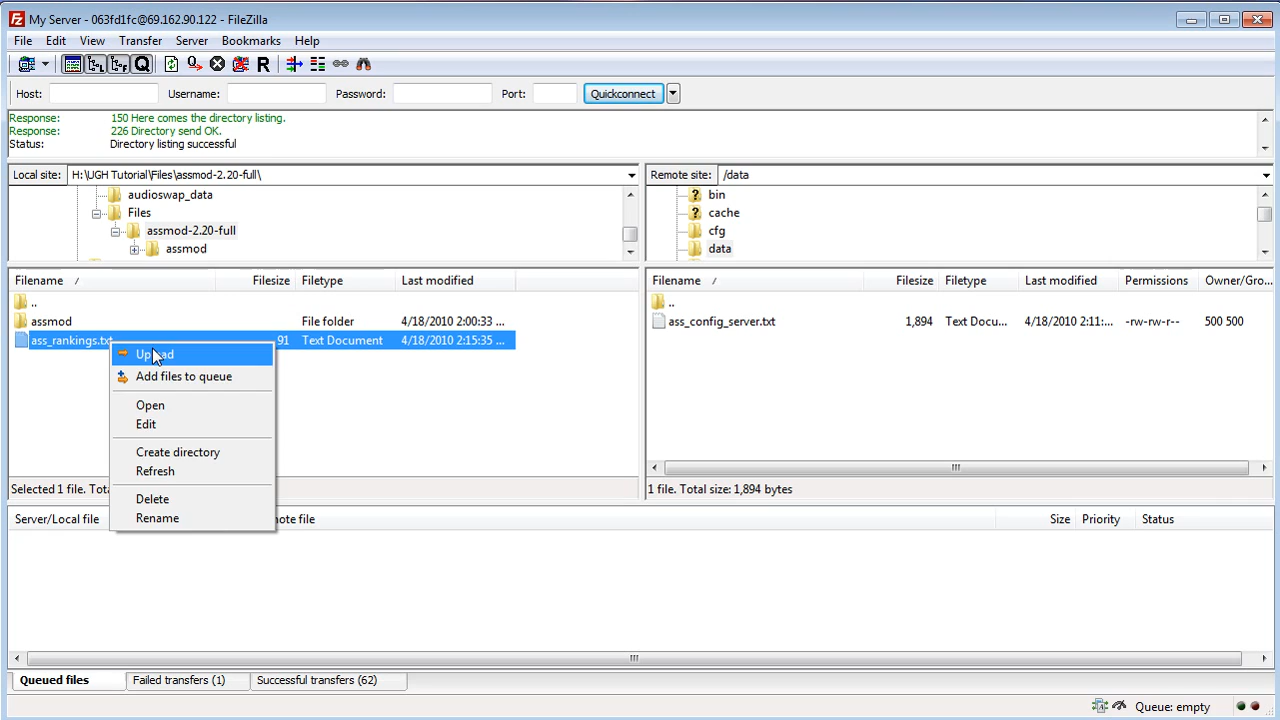 My Server - 063fd1fc@69.162.90.122 - FileZilla
File Edit View Transfer Server Bookmarks Help
Host: Username: Password: Port: Quickconnect
Response: 150 Here comes the directory listing.
Response: 226 Directory send OK.
Status: Directory listing successful
Local site: H:\UGH Tutorial\Files\assmod-2.20-full\
audioswap_data
Files
assmod-2.20-full
assmod
Remote site: /data
bin
cache
cfg
data
Filename / Filesize Filetype Last modified
..
assmod File folder 4/18/2010 2:00:33 ...
ass_rankings.txt 91 Text Document 4/18/2010 2:15:35 ...
Upload
Add files to queue
Open
Edit
Create directory
Refresh
Delete
Rename
Selected 1 file. Tota
Filename / Filesize Filetype Last modified Permissions Owner/Gro...
..
ass_config_server.txt 1,894 Text Docu... 4/18/2010 2:11:... -rw-rw-r-- 500 500
1 file. Total size: 1,894 bytes
Server/Local file ote file Size Priority Status
Queued files Failed transfers (1) Successful transfers (62)
Queue: empty